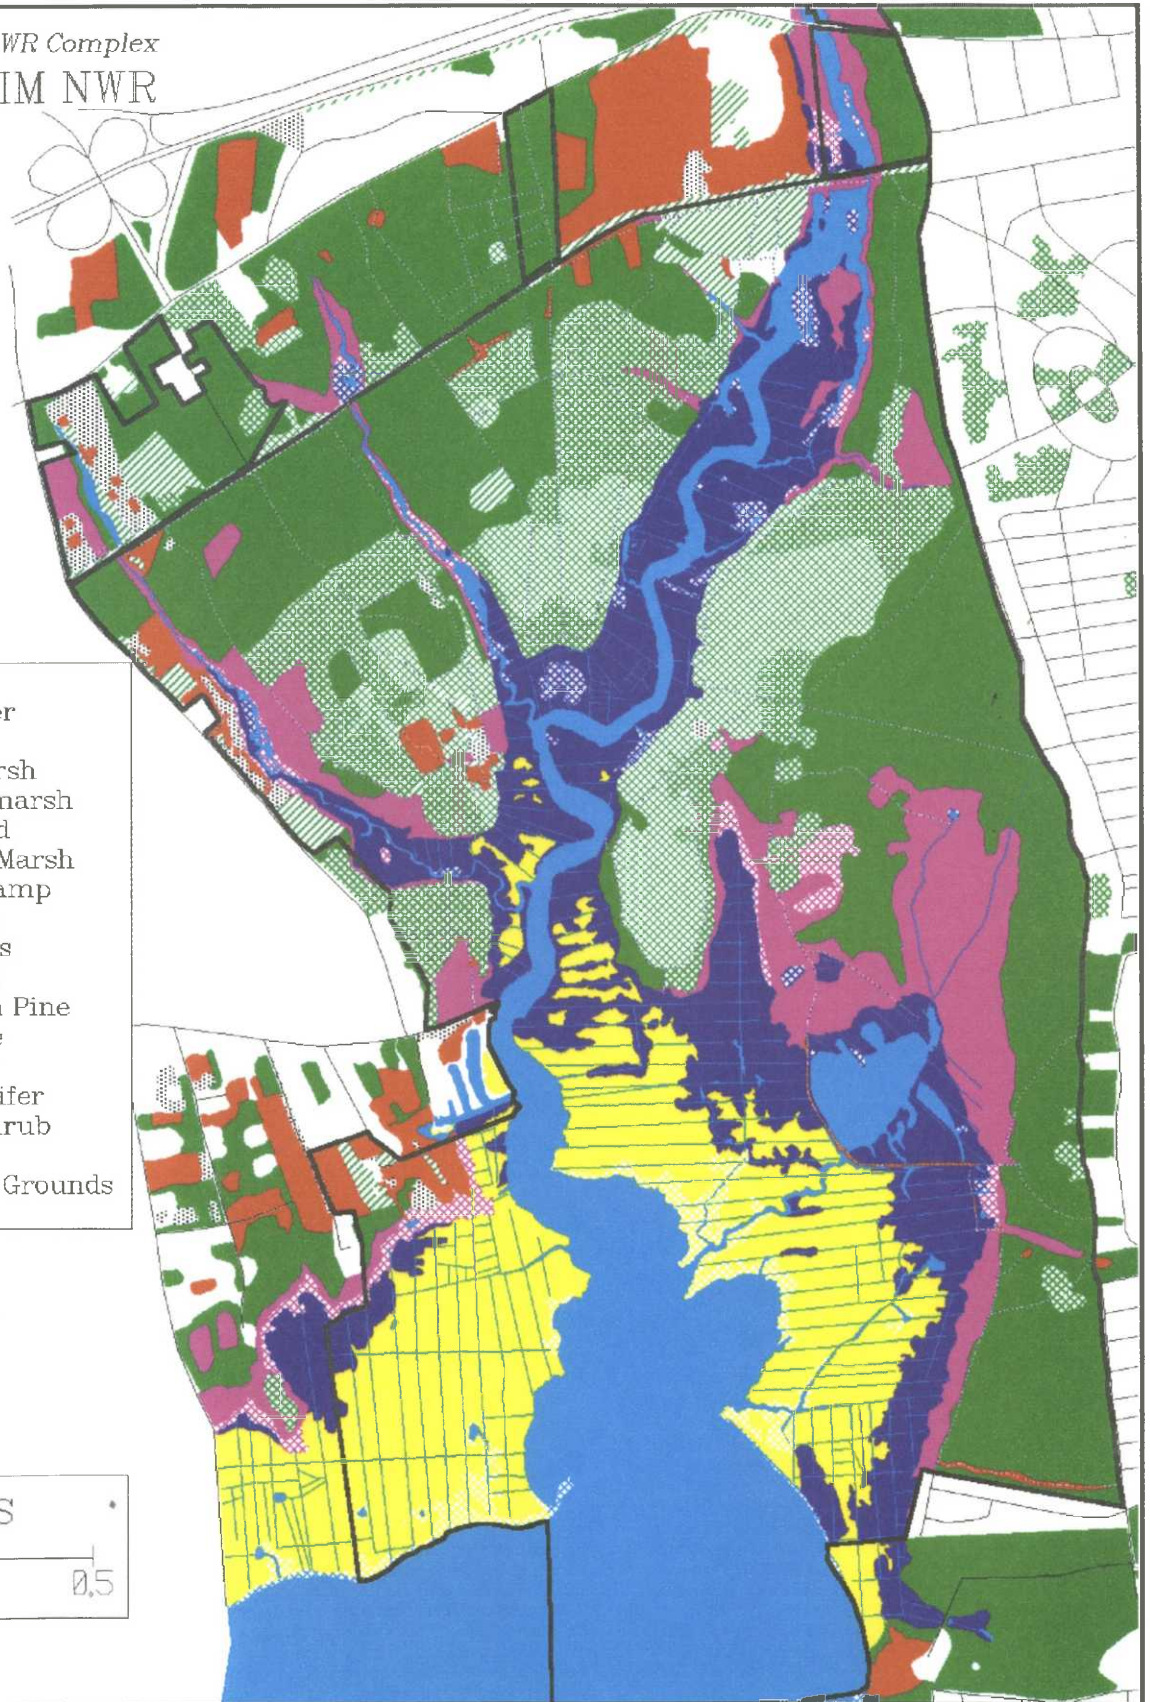 WR Complex
IM NWR
er
rsh
marsh
d
Marsh
amp
s
n Pine
e
ifer
rub
Grounds
S
0.5